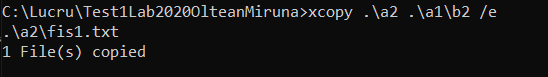 C:\Lucru\Test1Lab2020OlteanMiruna>xcopy .\a2 .\a1\b2 /e
.\a2\fis1.txt
1 File(s) copied